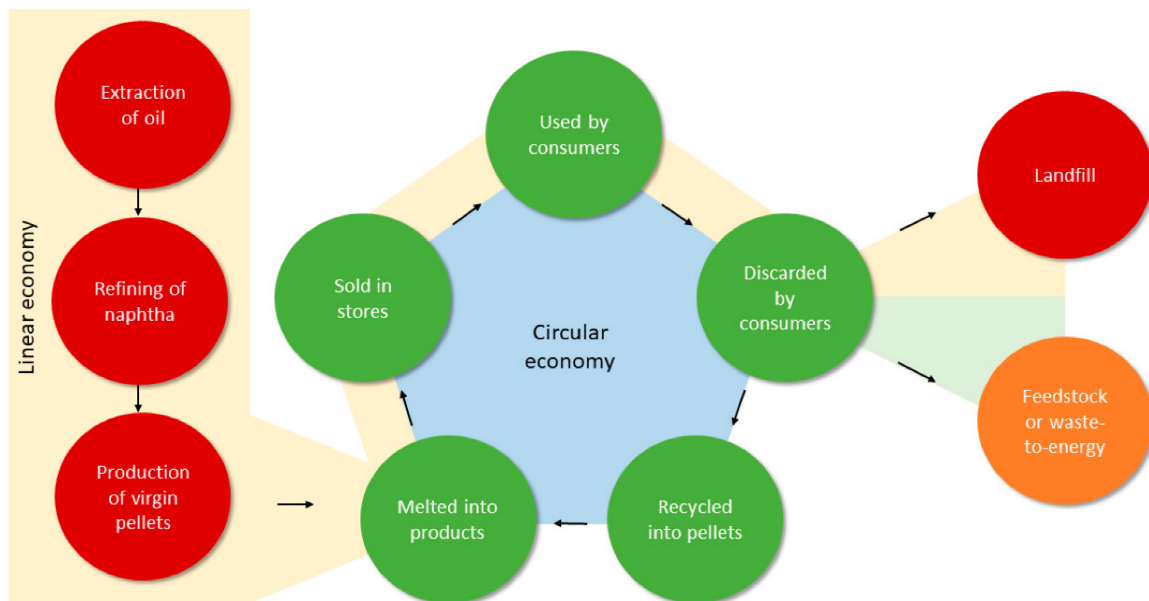 Linear economy
Extraction
of oil
Refining of
naphtha
Production
of virgin
pellets
Melted into
products
Sold in
stores
Used by
consumers
Discarded
by
consumers
Recycled
into pellets
Circular
economy
Landfill
Feedstock
or waste-
to-energy